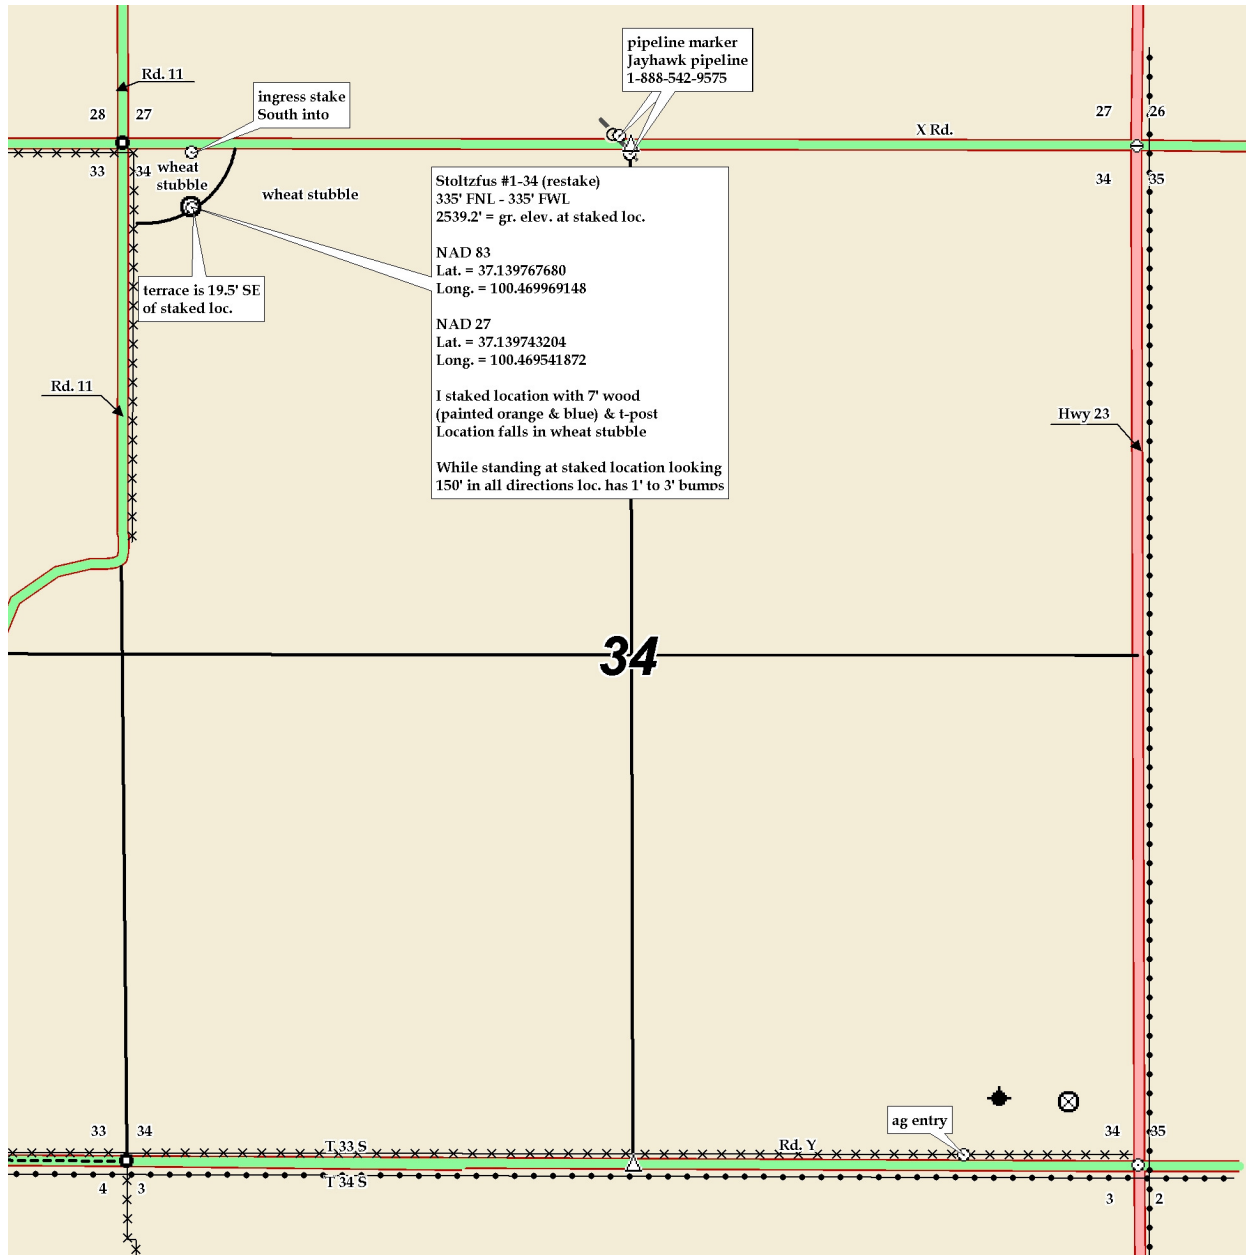 pipeline marker
Jayhawk pipeline
1-888-542-9575
Rd. 11
ingress stake
South into
28 27
27 26
X Rd.
33 34
34 35
wheat
stubble
wheat stubble
Stoltzfus #1-34 (restake)
335' FNL - 335' FWL
2539.2' = gr. elev. at staked loc.
NAD 83
Lat. = 37.139767680
Long. = 100.469969148
NAD 27
Lat. = 37.139743204
Long. = 100.469541872
I staked location with 7' wood
(painted orange & blue) & t-post
Location falls in wheat stubble
While standing at staked location looking
150' in all directions loc. has 1' to 3' bumps
terrace is 19.5' SE
of staked loc.
Rd. 11
Hwy 23
34
ag entry
33 34
34 35
T 33 S
Rd. Y
T 34 S
4 3
3 2